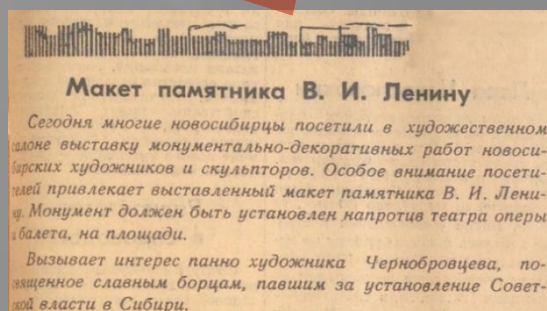 Макет памятника В. И. Ленину
Сегодня многие новосибирцы посетили в художественном
салоне выставку монументально-декоративных работ новоси-
бирских художников и скульпторов. Особое внимание посети-
телей привлекает выставленный макет памятника В. И. Лени-
ну. Монумент должен быть установлен напротив театра оперы
и балета, на площади.
Вызывает интерес панно художника Чернобровцева, по-
священное славным борцам, павшим за установление Совет-
ской власти в Сибири.